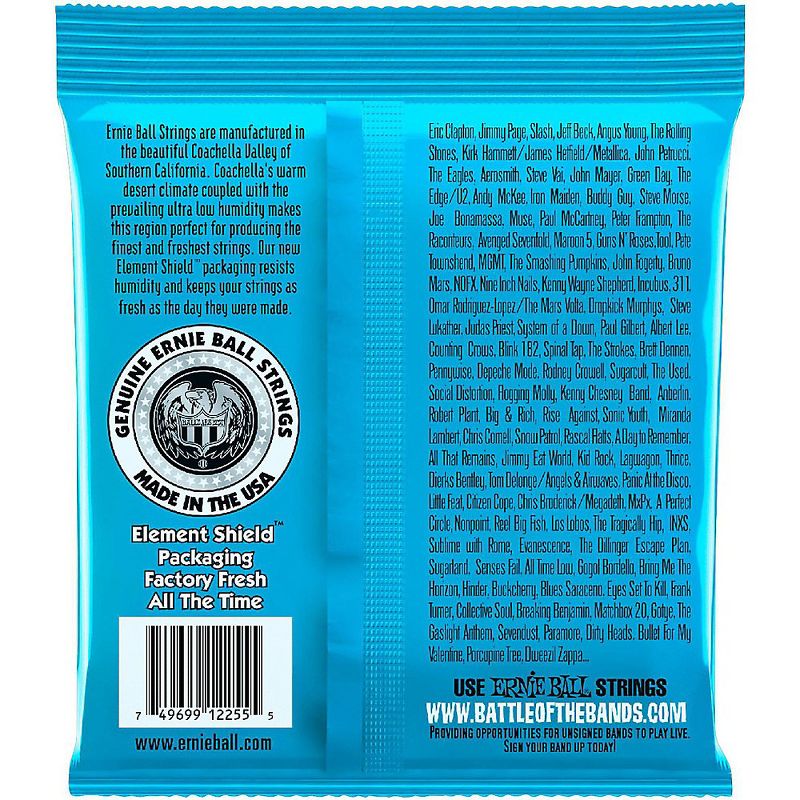 Ernie Ball Strings are manufactured in
the beautiful Coachella Valley of
Southern California. Coachella's warm
desert climate coupled with the
prevailing ultra low humidity makes
this region perfect for producing the
finest and freshest strings. Our new
Element Shield™ packaging resists
humidity and keeps your strings as
fresh as the day they were made.
GENUINE ERNIE BALL STRINGS
MADE IN THE USA
Element Shield™
Packaging
Factory Fresh
All The Time
7 49699 12255 5
www.ernieball.com
Eric Clapton, Jimmy Page, Slash, Jeff Beck, Angus Young, The Rolling
Stones, Kirk Hammett/James Hetfield/Metallica, John Petrucci,
The Eagles, Aerosmith, Steve Vai, John Mayer, Green Day, The
Edge/U2, Andy McKee, Iron Maiden, Buddy Guy, Steve Morse,
Joe Bonamassa, Muse, Paul McCartney, Peter Frampton, The
Raconteurs, Avenged Sevenfold, Maroon 5, Guns N' Roses, Tool, Pete
Townshend, MGMT, The Smashing Pumpkins, John Fogerty, Bruno
Mars, NOFX, Nine Inch Nails, Kenny Wayne Shepherd, Incubus, 311,
Omar Rodriguez-Lopez/The Mars Volta, Dropkick Murphys, Steve
Lukather, Judas Priest, System of a Down, Paul Gilbert, Albert Lee,
Counting Crows, Blink 182, Spinal Tap, The Strokes, Brett Dennen,
Pennywise, Depeche Mode, Rodney Crowell, Sugarcult, The Used,
Social Distortion, Flogging Molly, Kenny Chesney Band, Anberlin,
Robert Plant, Big & Rich, Rise Against, Sonic Youth, Miranda
Lambert, Chris Cornell, Snow Patrol, Rascal Flatts, A Day to Remember,
All That Remains, Jimmy Eat World, Kid Rock, Lagwagon, Thrice,
Dierks Bentley, Tom Delonge/Angels & Airwaves, Panic At the Disco,
Little Feat, Citizen Cope, Chris Broderick/Megadeth, MxPx, A Perfect
Circle, Nonpoint, Reel Big Fish, Los Lobos, The Tragically Hip, INXS,
Sublime with Rome, Evanescence, The Dillinger Escape Plan,
Sugarland, Senses Fail, All Time Low, Gogol Bordello, Bring Me The
Horizon, Hinder, Buckcherry, Blues Saraceno, Eyes Set To Kill, Frank
Turner, Collective Soul, Breaking Benjamin, Matchbox 20, Gotye, The
Gaslight Anthem, Sevendust, Paramore, Dirty Heads, Bullet For My
Valentine, Porcupine Tree, Dweezil Zappa...
USE ERNIE BALL STRINGS
WWW.BATTLEOFTHEBANDS.COM
PROVIDING OPPORTUNITIES FOR UNSIGNED BANDS TO PLAY LIVE.
SIGN YOUR BAND UP TODAY!